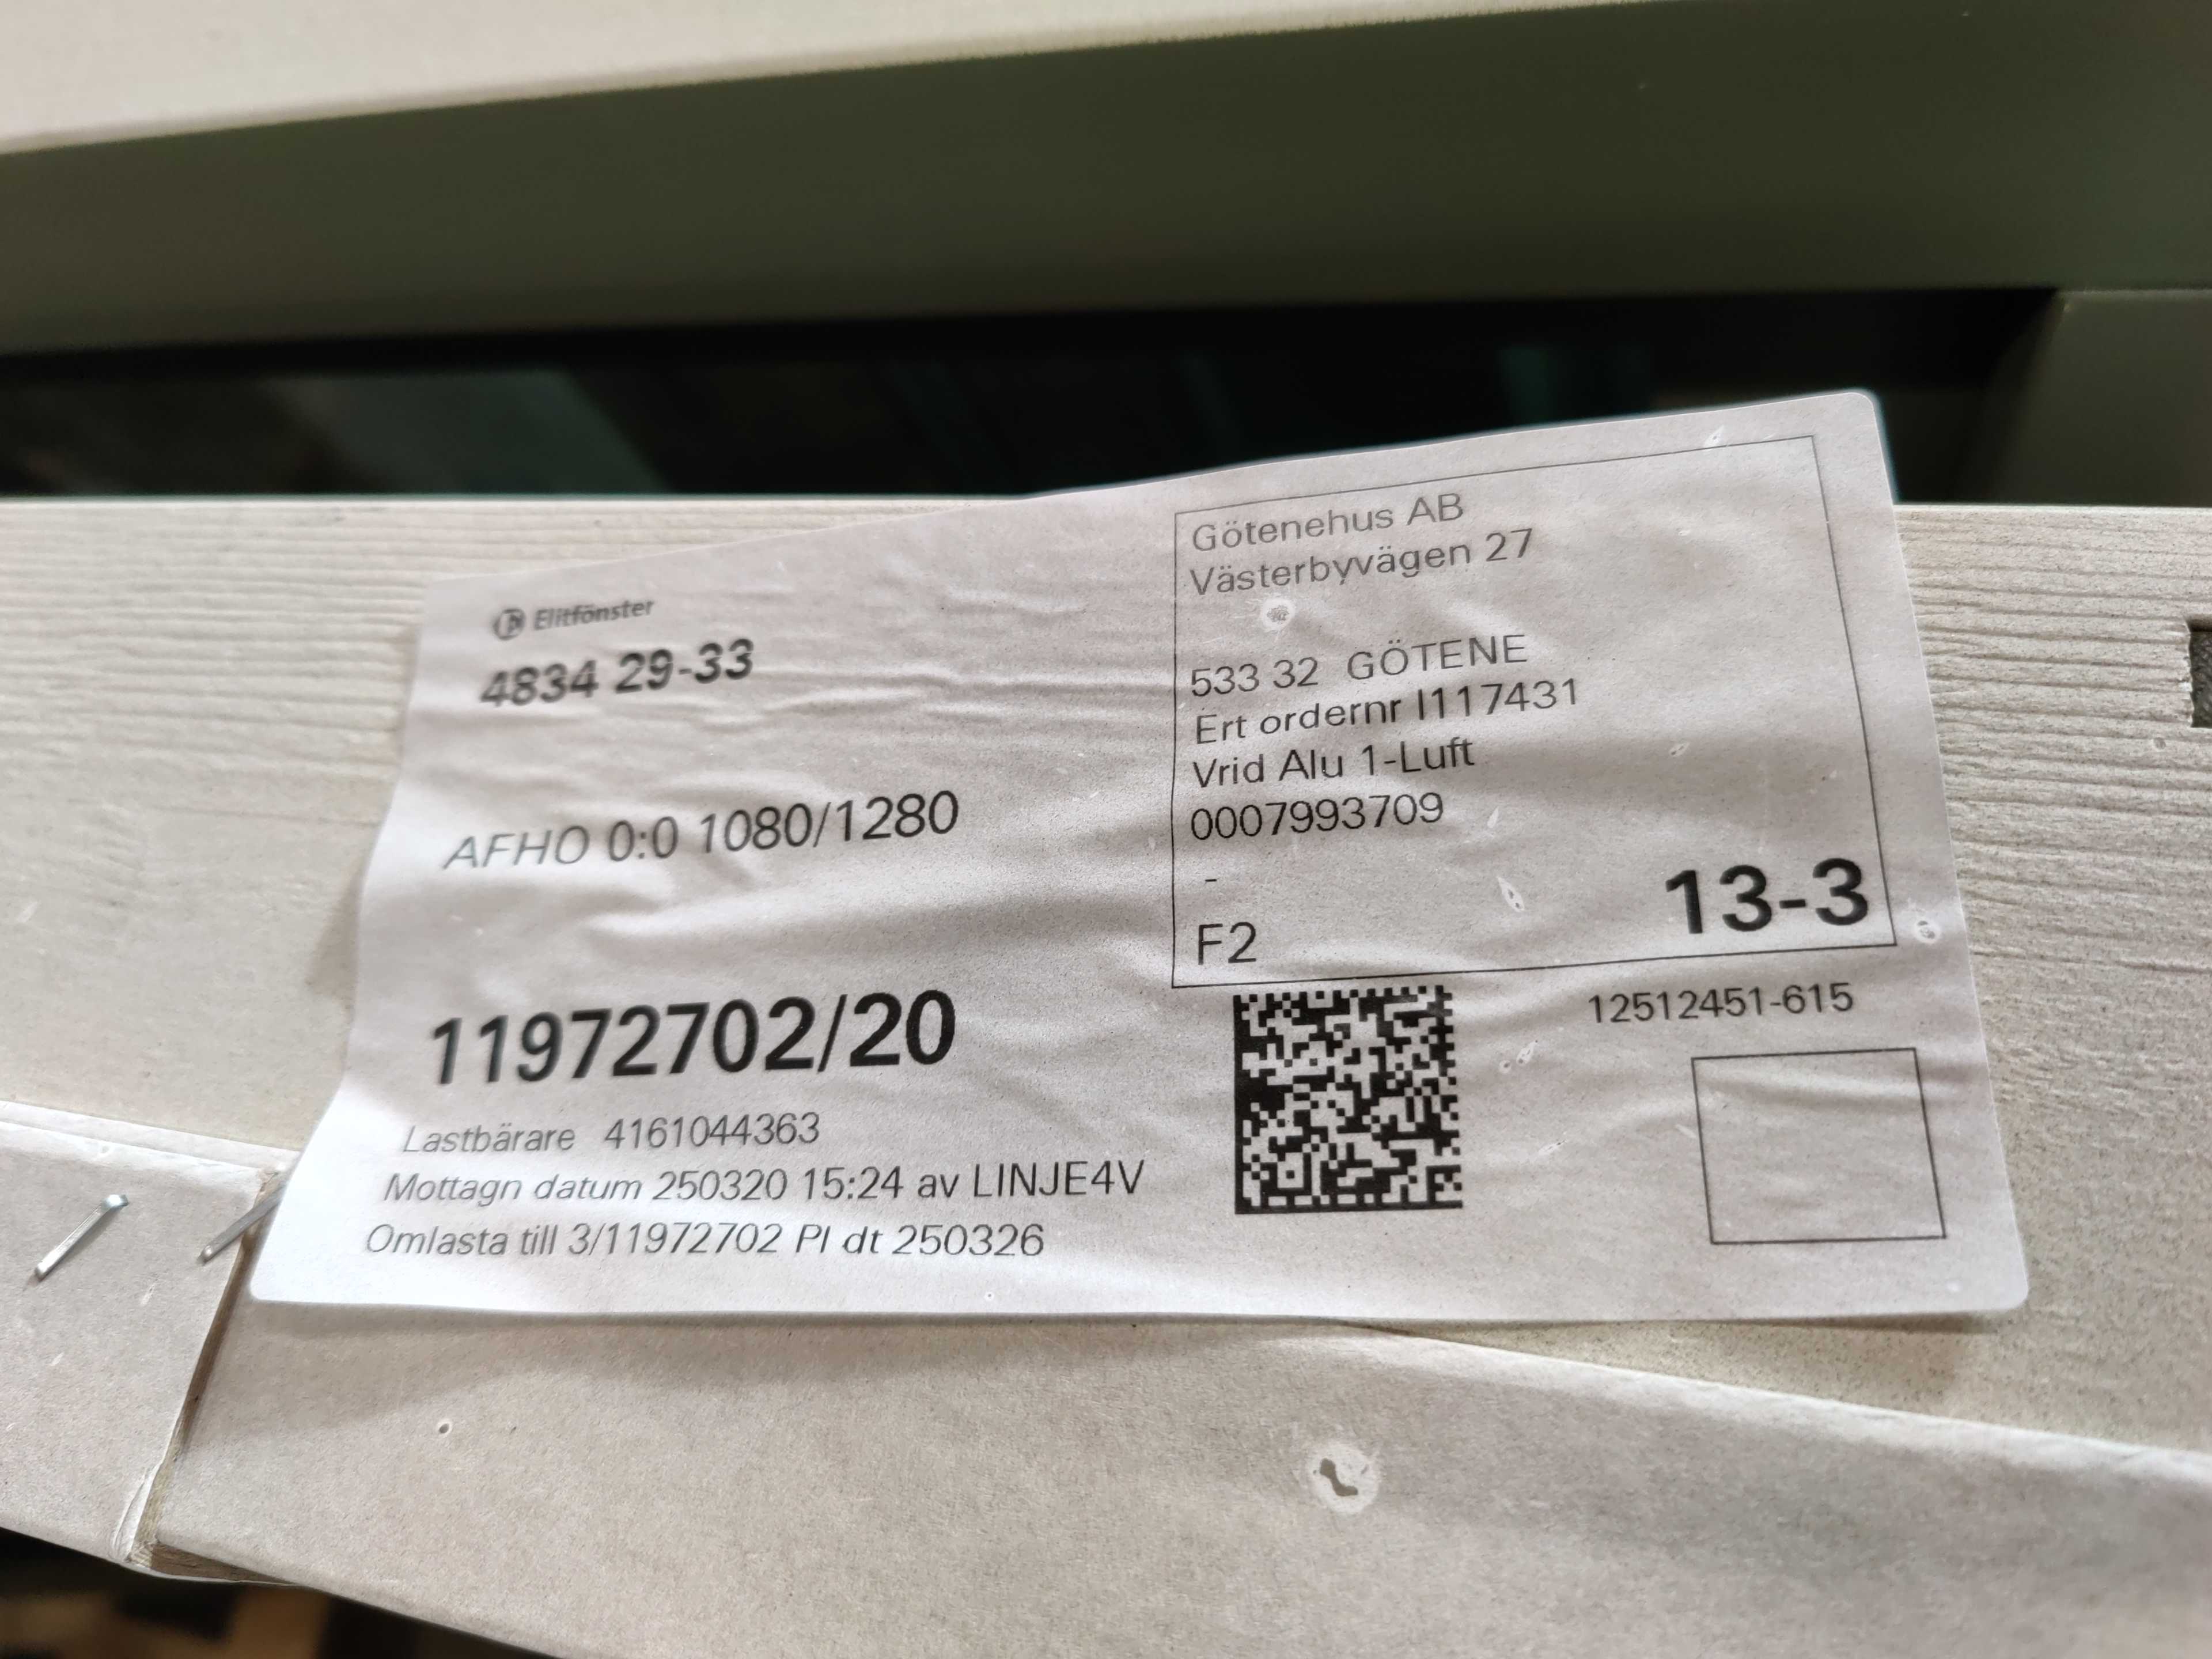 Elitfönster
4834 29-33
AFHO 0:0 1080/1280
11972702/20
Lastbärare 4161044363
Mottagn datum 250320 15:24 av LINJE4V
Omlasta till 3/11972702 Pl dt 250326
Götenehus AB
Västerbyvägen 27
533 32 GÖTENE
Ert ordernr I117431
Vrid Alu 1-Luft
0007993709
-
F2
13-3
12512451-615